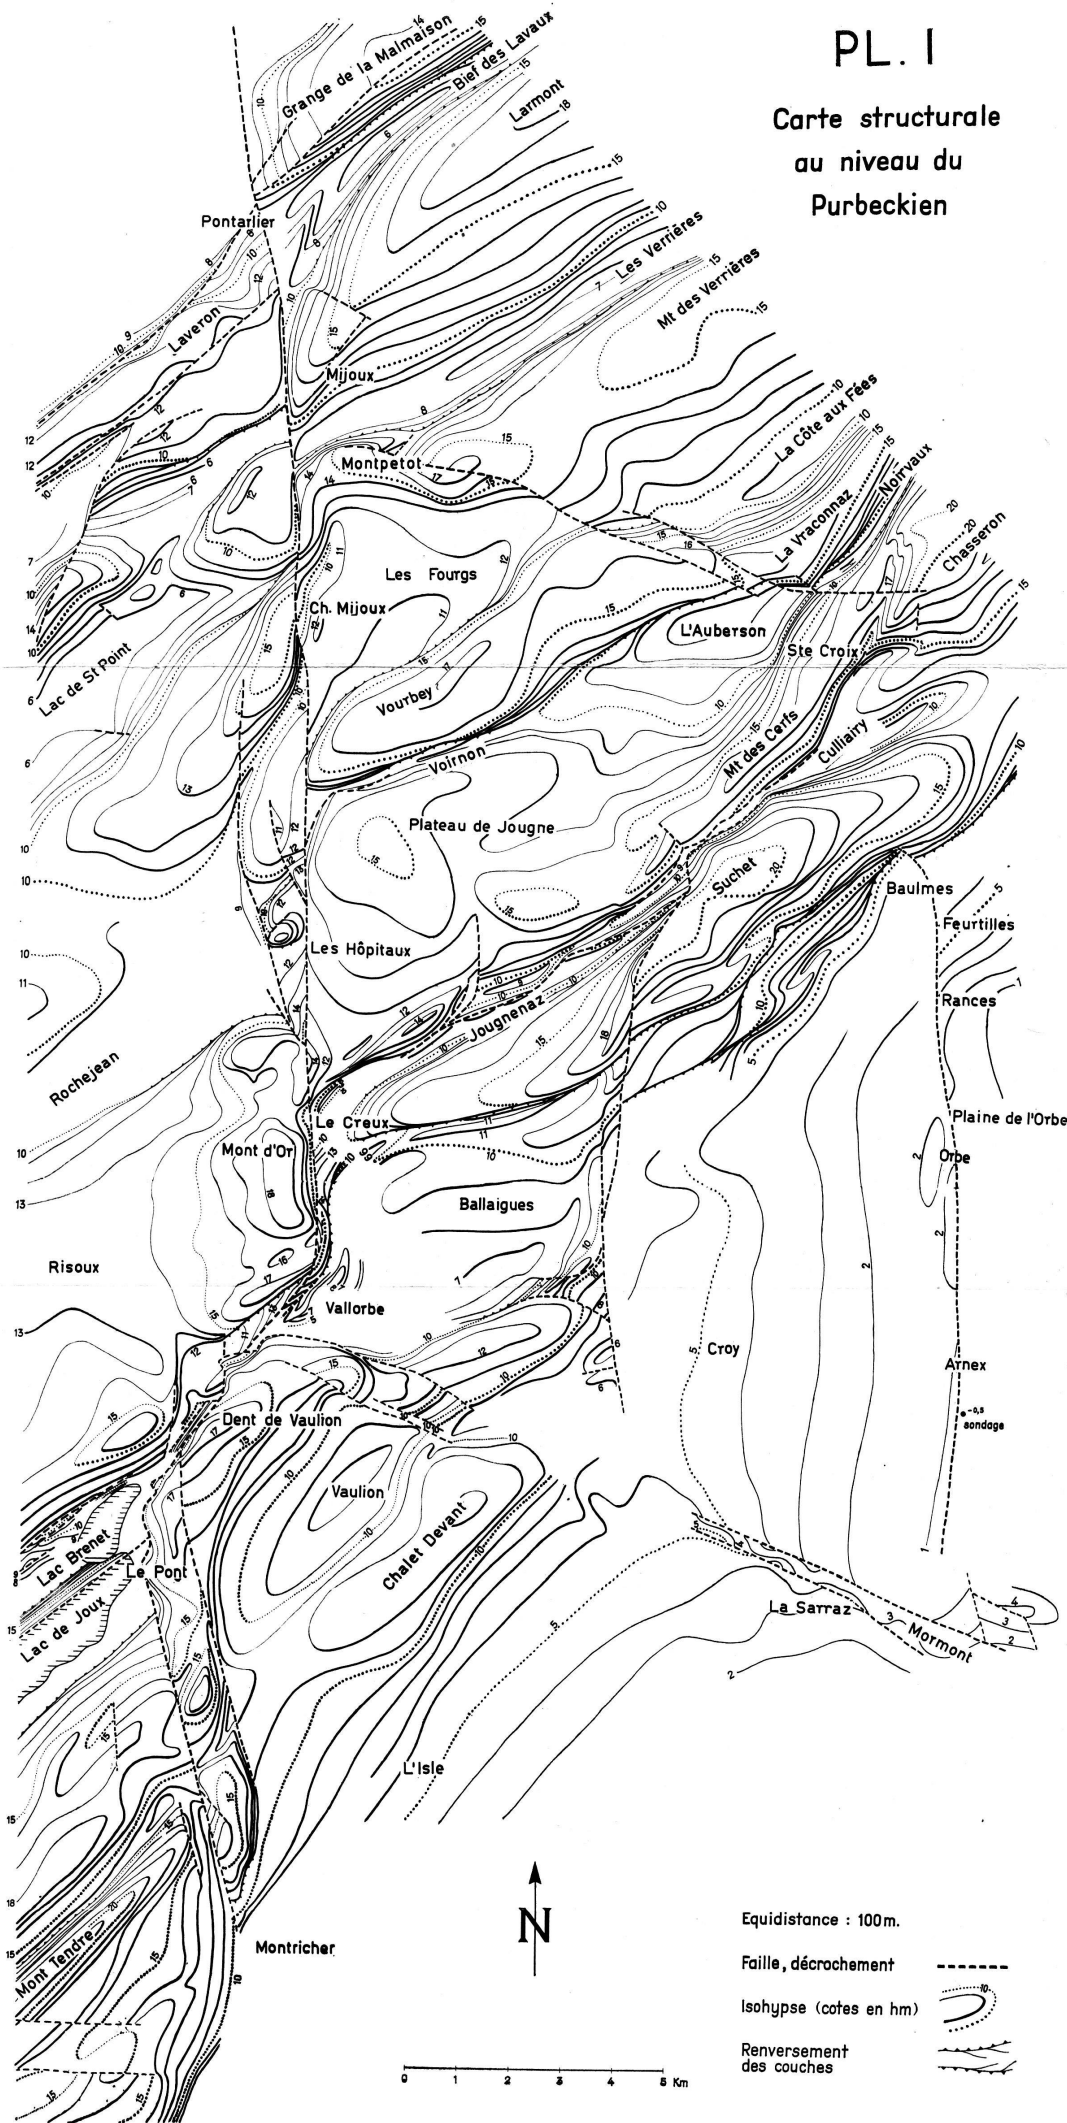 PL. I
Carte structurale
au niveau du
Purbeckien
Grange de la Malmaison
Bief des Lavaux
Larmont
Pontarlier
Les Verrières
Mt des Verrières
Laveron
Mijoux
La Côte aux Fées
Montpetot
Noirvaux
La Vraconnaz
Chasseron
Les Fourgs
Ch. Mijoux
L'Auberson
Ste Croix
Lac de St Point
Vourbey
Voirnon
Mt des Cerfs
Culliairy
Plateau de Jougne
Suchet
Baulmes
Feurtilles
Les Hôpitaux
Rances
Jougnenaz
Rochejean
Le Creux
Plaine de l'Orbe
Mont d'Or
Orbe
Ballaigues
Risoux
Vallorbe
Croy
Arnex
-0,5
sondage
Dent de Vaulion
Vaulion
Chalet Devant
Lac Brenet
Le Pont
Lac de Joux
La Sarraz
Mormont
L'Isle
Mont Tendre
Montricher
N
Equidistance : 100m.
Faille, décrochement
Isohypse (cotes en hm)
10
Renversement
des couches
0 1 2 3 4 5 Km